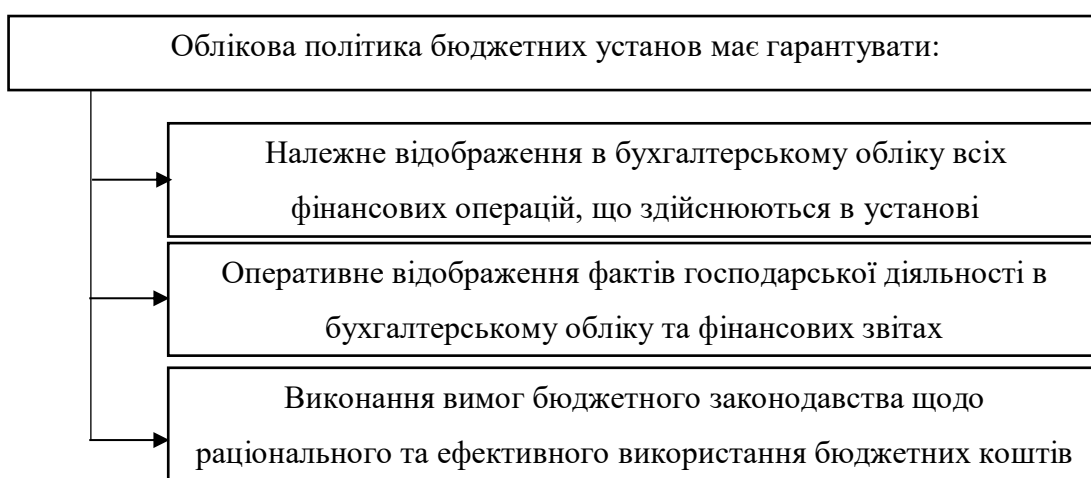 Облікова політика бюджетних установ має гарантувати:
Належне відображення в бухгалтерському обліку всіх
фінансових операцій, що здійснюються в установі
Оперативне відображення фактів господарської діяльності в
бухгалтерському обліку та фінансових звітах
Виконання вимог бюджетного законодавства щодо
раціонального та ефективного використання бюджетних коштів